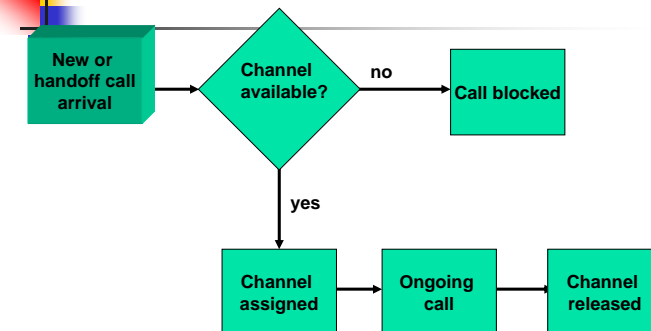 New or
handoff call
arrival
Channel
available?
no
Call blocked
yes
Channel
assigned
Ongoing
call
Channel
released